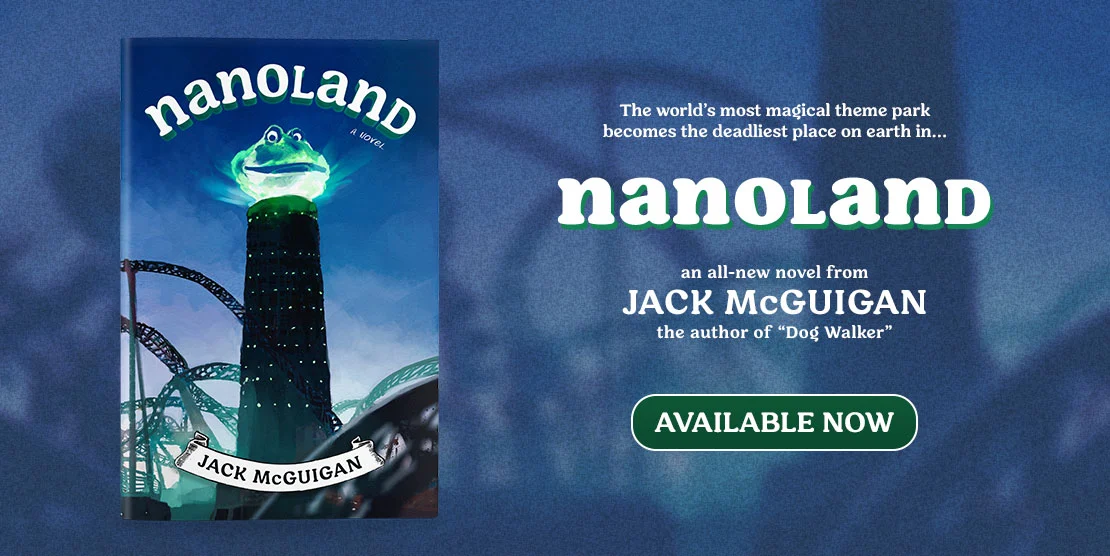 nanoLand
A NOVEL
JACK McGUIGAN
The world's most magical theme park
becomes the deadliest place on earth in...
nanoLand
an all-new novel from
JACK McGUIGAN
the author of “Dog Walker”
AVAILABLE NOW